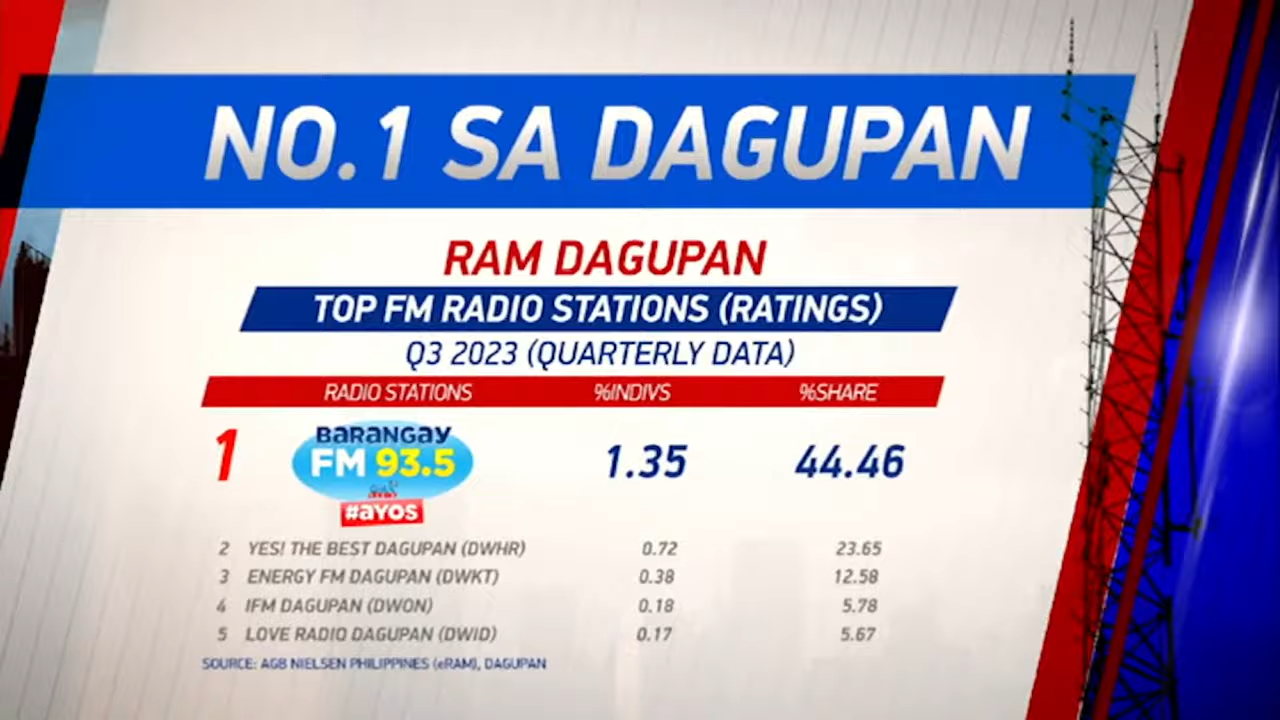 NO.1 SA DAGUPAN
RAM DAGUPAN
TOP FM RADIO STATIONS (RATINGS)
Q3 2023 (QUARTERLY DATA)
RADIO STATIONS %INDIVS %SHARE
1 BaRaNGay FM 93.5 #aYOS 1.35 44.46
2 YES! THE BEST DAGUPAN (DWHR) 0.72 23.65
3 ENERGY FM DAGUPAN (DWKT) 0.38 12.58
4 IFM DAGUPAN (DWON) 0.18 5.78
5 LOVE RADIO DAGUPAN (DWID) 0.17 5.67
SOURCE: AGB NIELSEN PHILIPPINES (eRAM), DAGUPAN